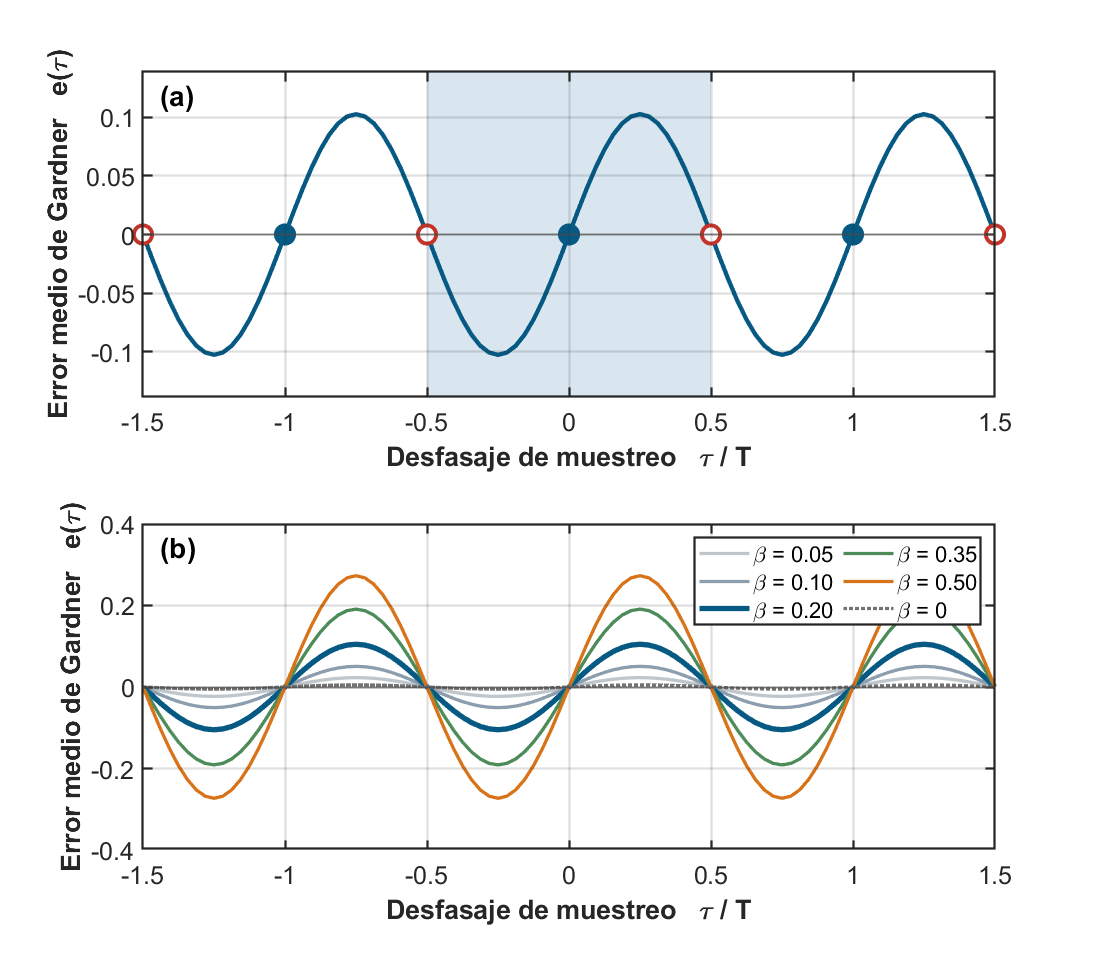 (a)
Error medio de Gardner e(τ)
0.1
0.05
0
-0.05
-0.1
-1.5 -1 -0.5 0 0.5 1 1.5
Desfasaje de muestreo τ / T
(b)
Error medio de Gardner e(τ)
0.4
0.2
0
-0.2
-0.4
β = 0.05 β = 0.35
β = 0.10 β = 0.50
β = 0.20 β = 0
-1.5 -1 -0.5 0 0.5 1 1.5
Desfasaje de muestreo τ / T